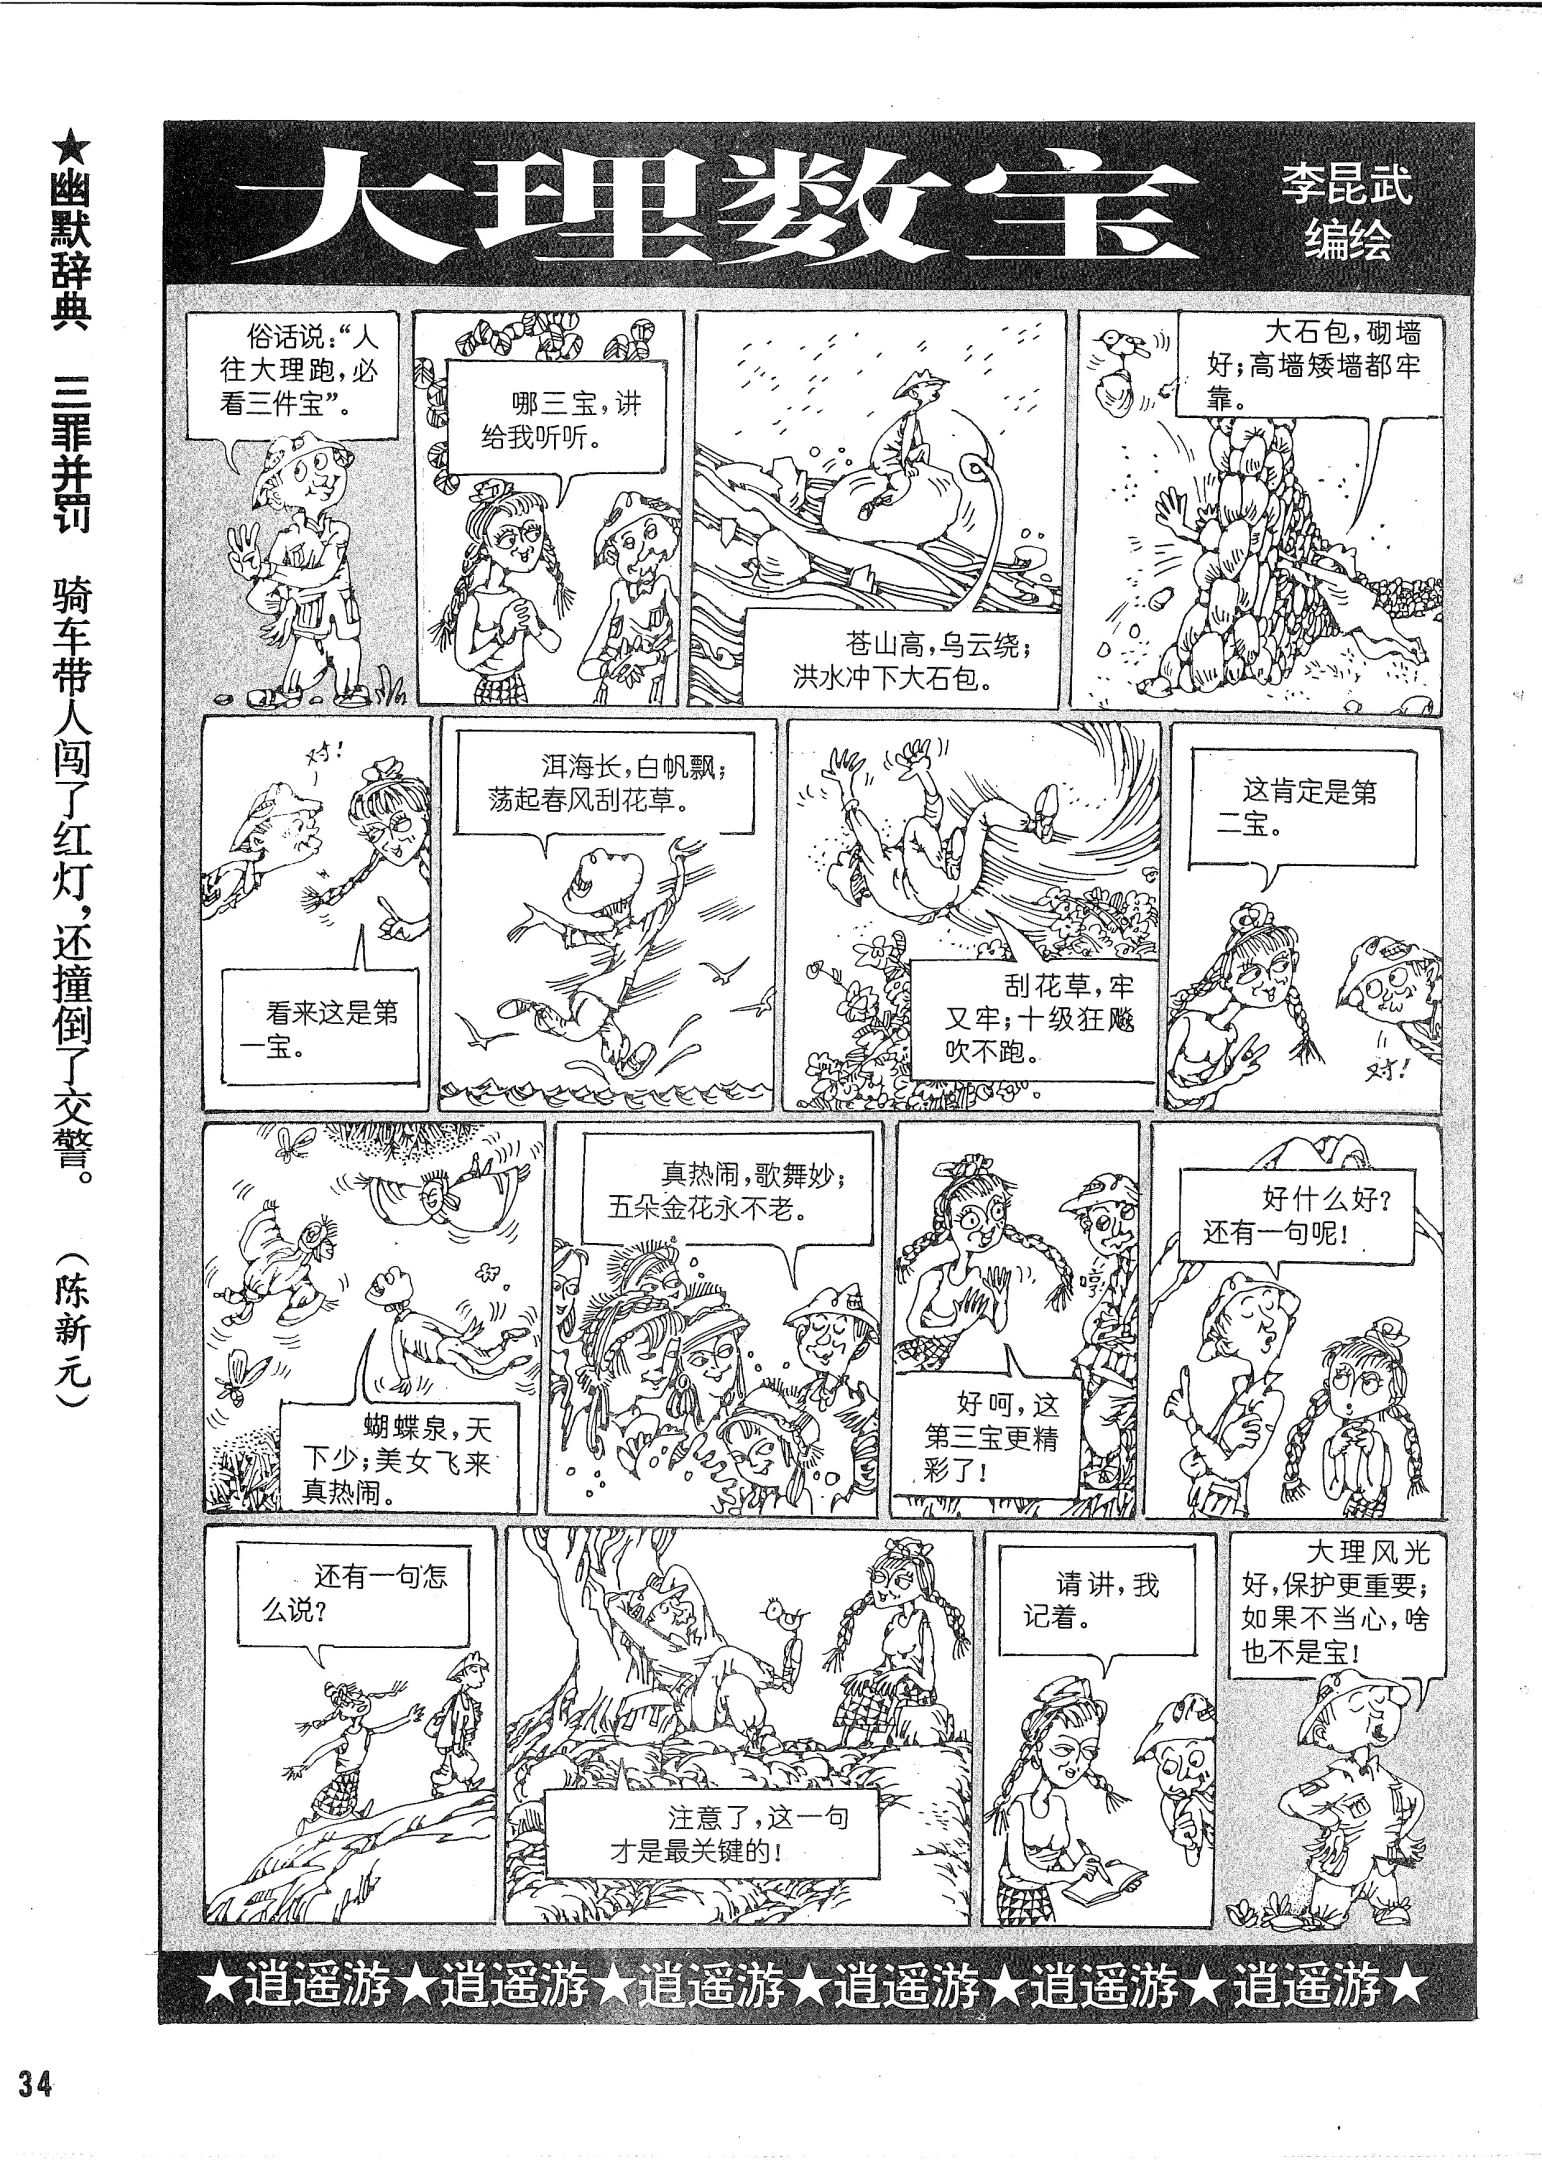 ★幽默辞典 三罪并罚 骑车带人闯了红灯，还撞倒了交警。 （陈新元）
大理数宝
李昆武
编绘
俗话说：“人
往大理跑，必
看三件宝”。
哪三宝，讲
给我听听。
苍山高，乌云绕；
洪水冲下大石包。
大石包，砌墙
好；高墙矮墙都牢
靠。
对！
看来这是第
一宝。
洱海长，白帆飘；
荡起春风刮花草。
刮花草，牢
又牢；十级狂飚
吹不跑。
这肯定是第
二宝。
对！
蝴蝶泉，天
下少；美女飞来
真热闹。
真热闹，歌舞妙；
五朵金花永不老。
好呵，这
第三宝更精
彩了！
好什么好？
还有一句呢！
还有一句怎
么说？
注意了，这一句
才是最关键的！
请讲，我
记着。
大理风光
好，保护更重要；
如果不当心，啥
也不是宝！
★逍遥游★逍遥游★逍遥游★逍遥游★逍遥游★逍遥游★
34